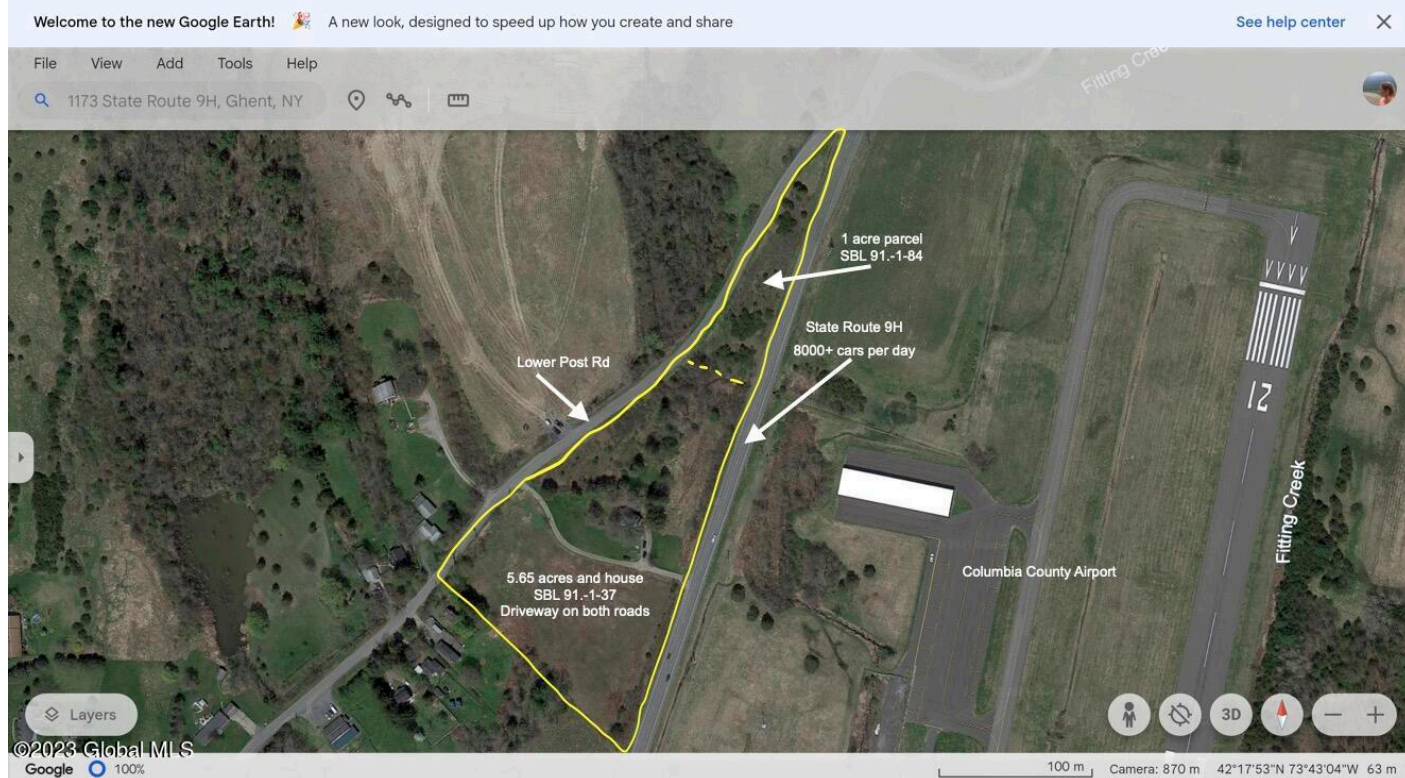 Welcome to the new Google Earth! 🎉 A new look, designed to speed up how you create and share See help center
File View Add Tools Help
1173 State Route 9H, Ghent, NY
Fitting Creek
1 acre parcel
SBL 91.-1-84
State Route 9H
8000+ cars per day
Lower Post Rd
12
Fitting Creek
Columbia County Airport
5.65 acres and house
SBL 91.-1-37
Driveway on both roads
Layers
3D
©2023 Global MLS
Google 100% 100 m Camera: 870 m 42°17'53"N 73°43'04"W 63 m